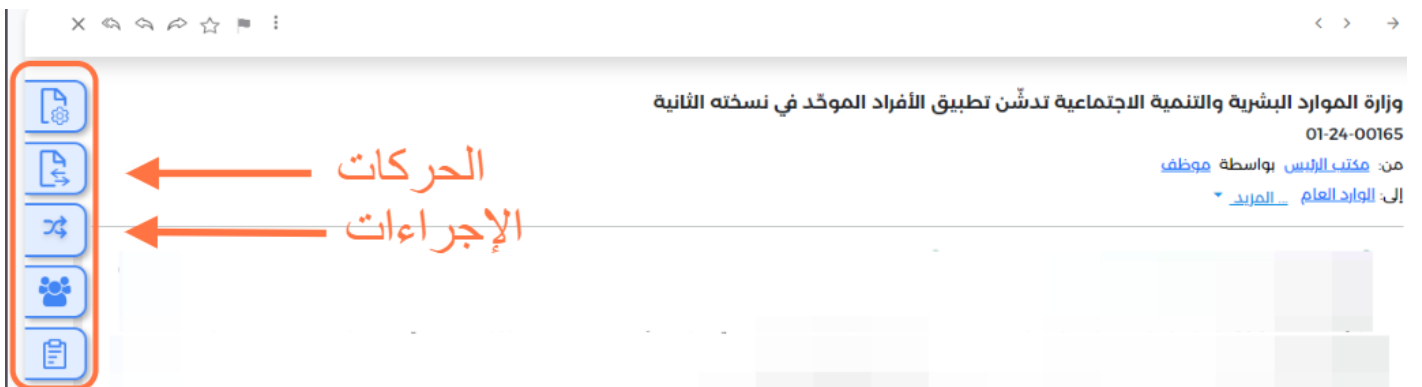 وزارة الموارد البشرية والتنمية الاجتماعية تدشّن تطبيق الأفراد الموحّد في نسخته الثانية
01-24-00165
من: مكتب الرئيس بواسطة موظف
إلى: الوارد العام ... المزيد
الحركات
الإجراءات